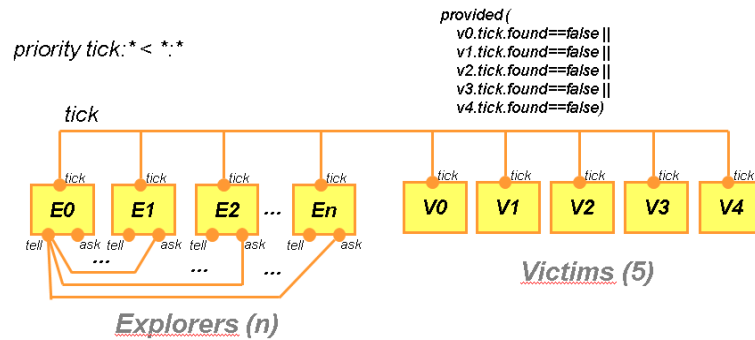 provided (
v0.tick.found==false ||
v1.tick.found==false ||
v2.tick.found==false ||
v3.tick.found==false ||
v4.tick.found==false)
priority tick:* < *:*
tick
tick tick tick tick tick tick tick tick tick
E0 E1 E2 ... En V0 V1 V2 V3 V4
tell ask tell ask tell ask tell ask
... ... ...
Victims (5)
Explorers (n)